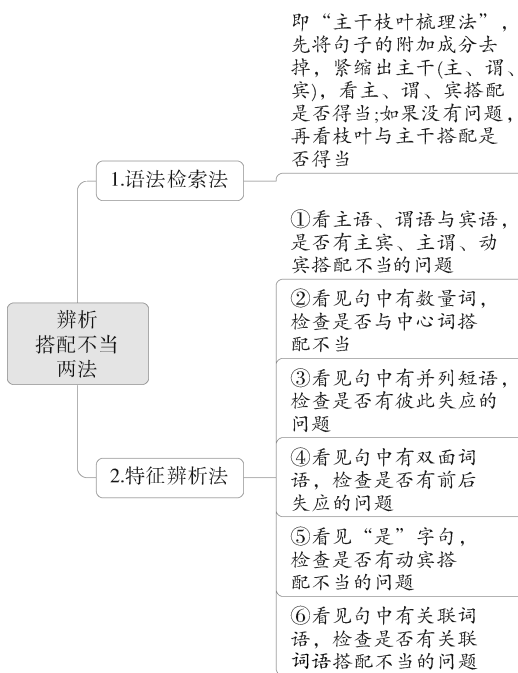 即“主干枝叶梳理法”，
先将句子的附加成分去
掉，紧缩出主干(主、谓、
宾)，看主、谓、宾搭配
是否得当;如果没有问题，
再看枝叶与主干搭配是
否得当
1.语法检索法
①看主语、谓语与宾语，
是否有主宾、主谓、动
宾搭配不当的问题
②看见句中有数量词，
检查是否与中心词搭
配不当
辨析
搭配不当
两法
③看见句中有并列短语，
检查是否有彼此失应的
问题
2.特征辨析法
④看见句中有双面词
语，检查是否有前后
失应的问题
⑤看见“是”字句，
检查是否有动宾搭
配不当的问题
⑥看见句中有关联词
语，检查是否有关联
词语搭配不当的问题